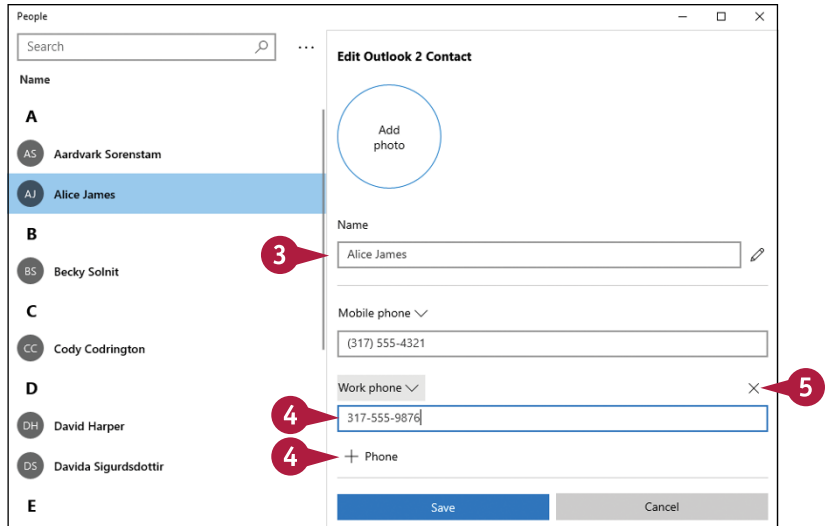 People
Search
...
Name
A
AS Aardvark Sorenstam
AJ Alice James
B
BS Becky Solnit
C
CC Cody Codrington
D
DH David Harper
DS Davida Sigurdsdottir
E
Edit Outlook 2 Contact
Add
photo
Name
3
Alice James
Mobile phone
(317) 555-4321
Work phone
5
4
317-555-9876
4
+ Phone
Save
Cancel